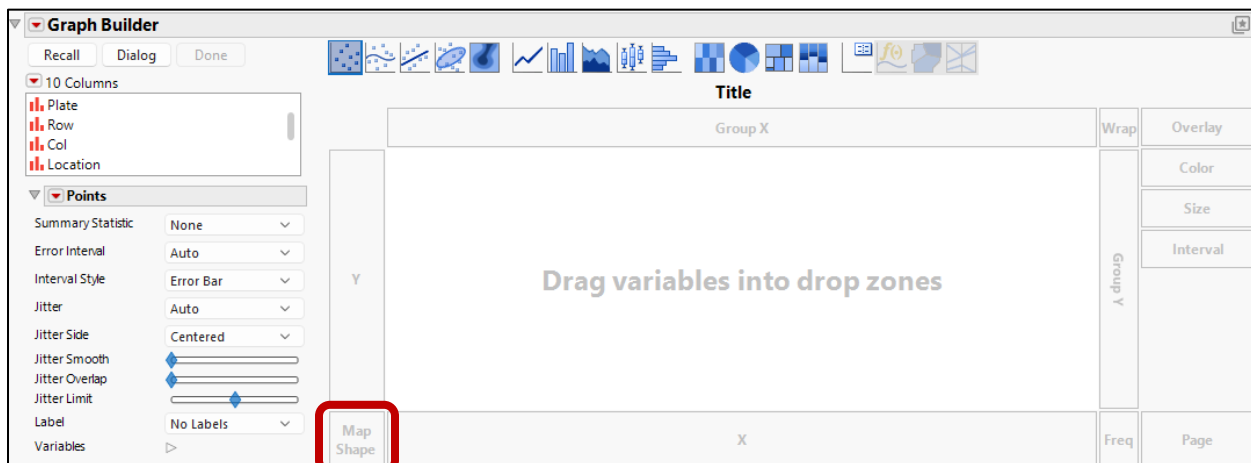 Graph Builder
Recall Dialog Done
10 Columns
Plate
Row
Col
Location
Points
Summary Statistic None
Error Interval Auto
Interval Style Error Bar
Jitter Auto
Jitter Side Centered
Jitter Smooth
Jitter Overlap
Jitter Limit
Label No Labels
Variables
f(x)
Title
Group X
Wrap
Overlay
Color
Size
Interval
Y
Drag variables into drop zones
Group Y
Map
Shape
X
Freq
Page